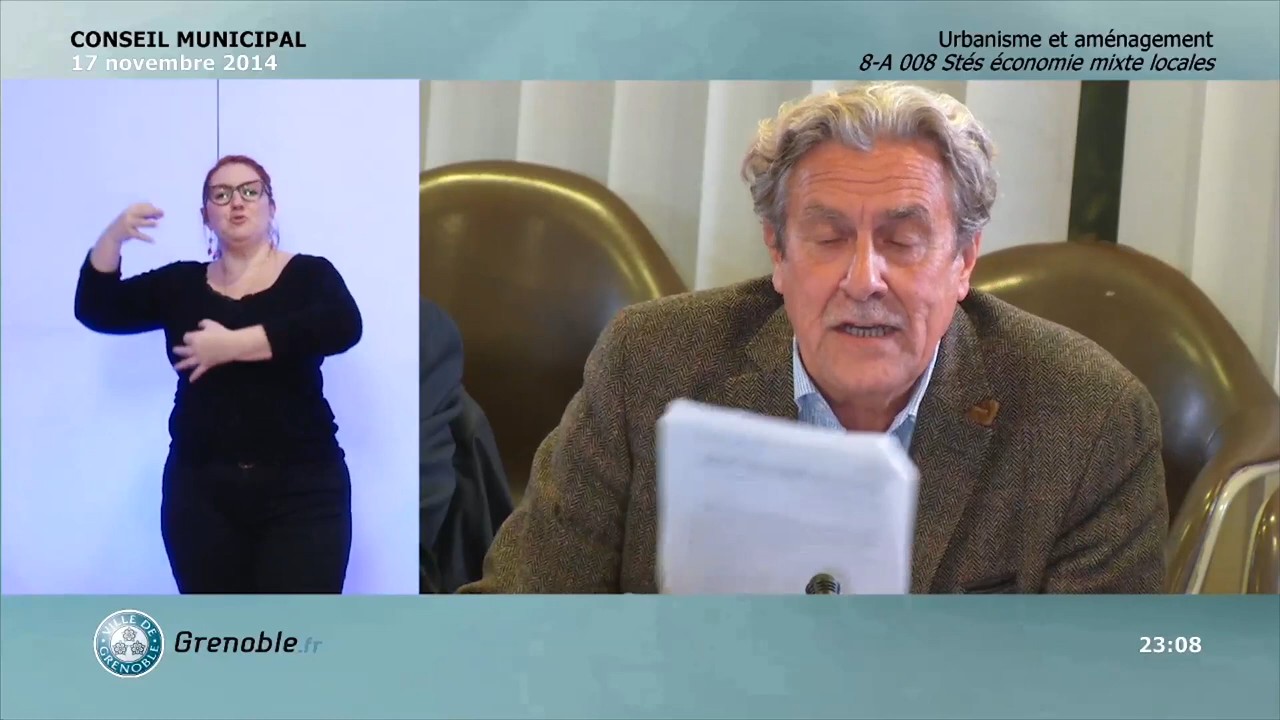 CONSEIL MUNICIPAL
17 novembre 2014
Urbanisme et aménagement
8-A 008 Stés économie mixte locales
VILLE DE
GRENOBLE
Grenoble.fr
23:08